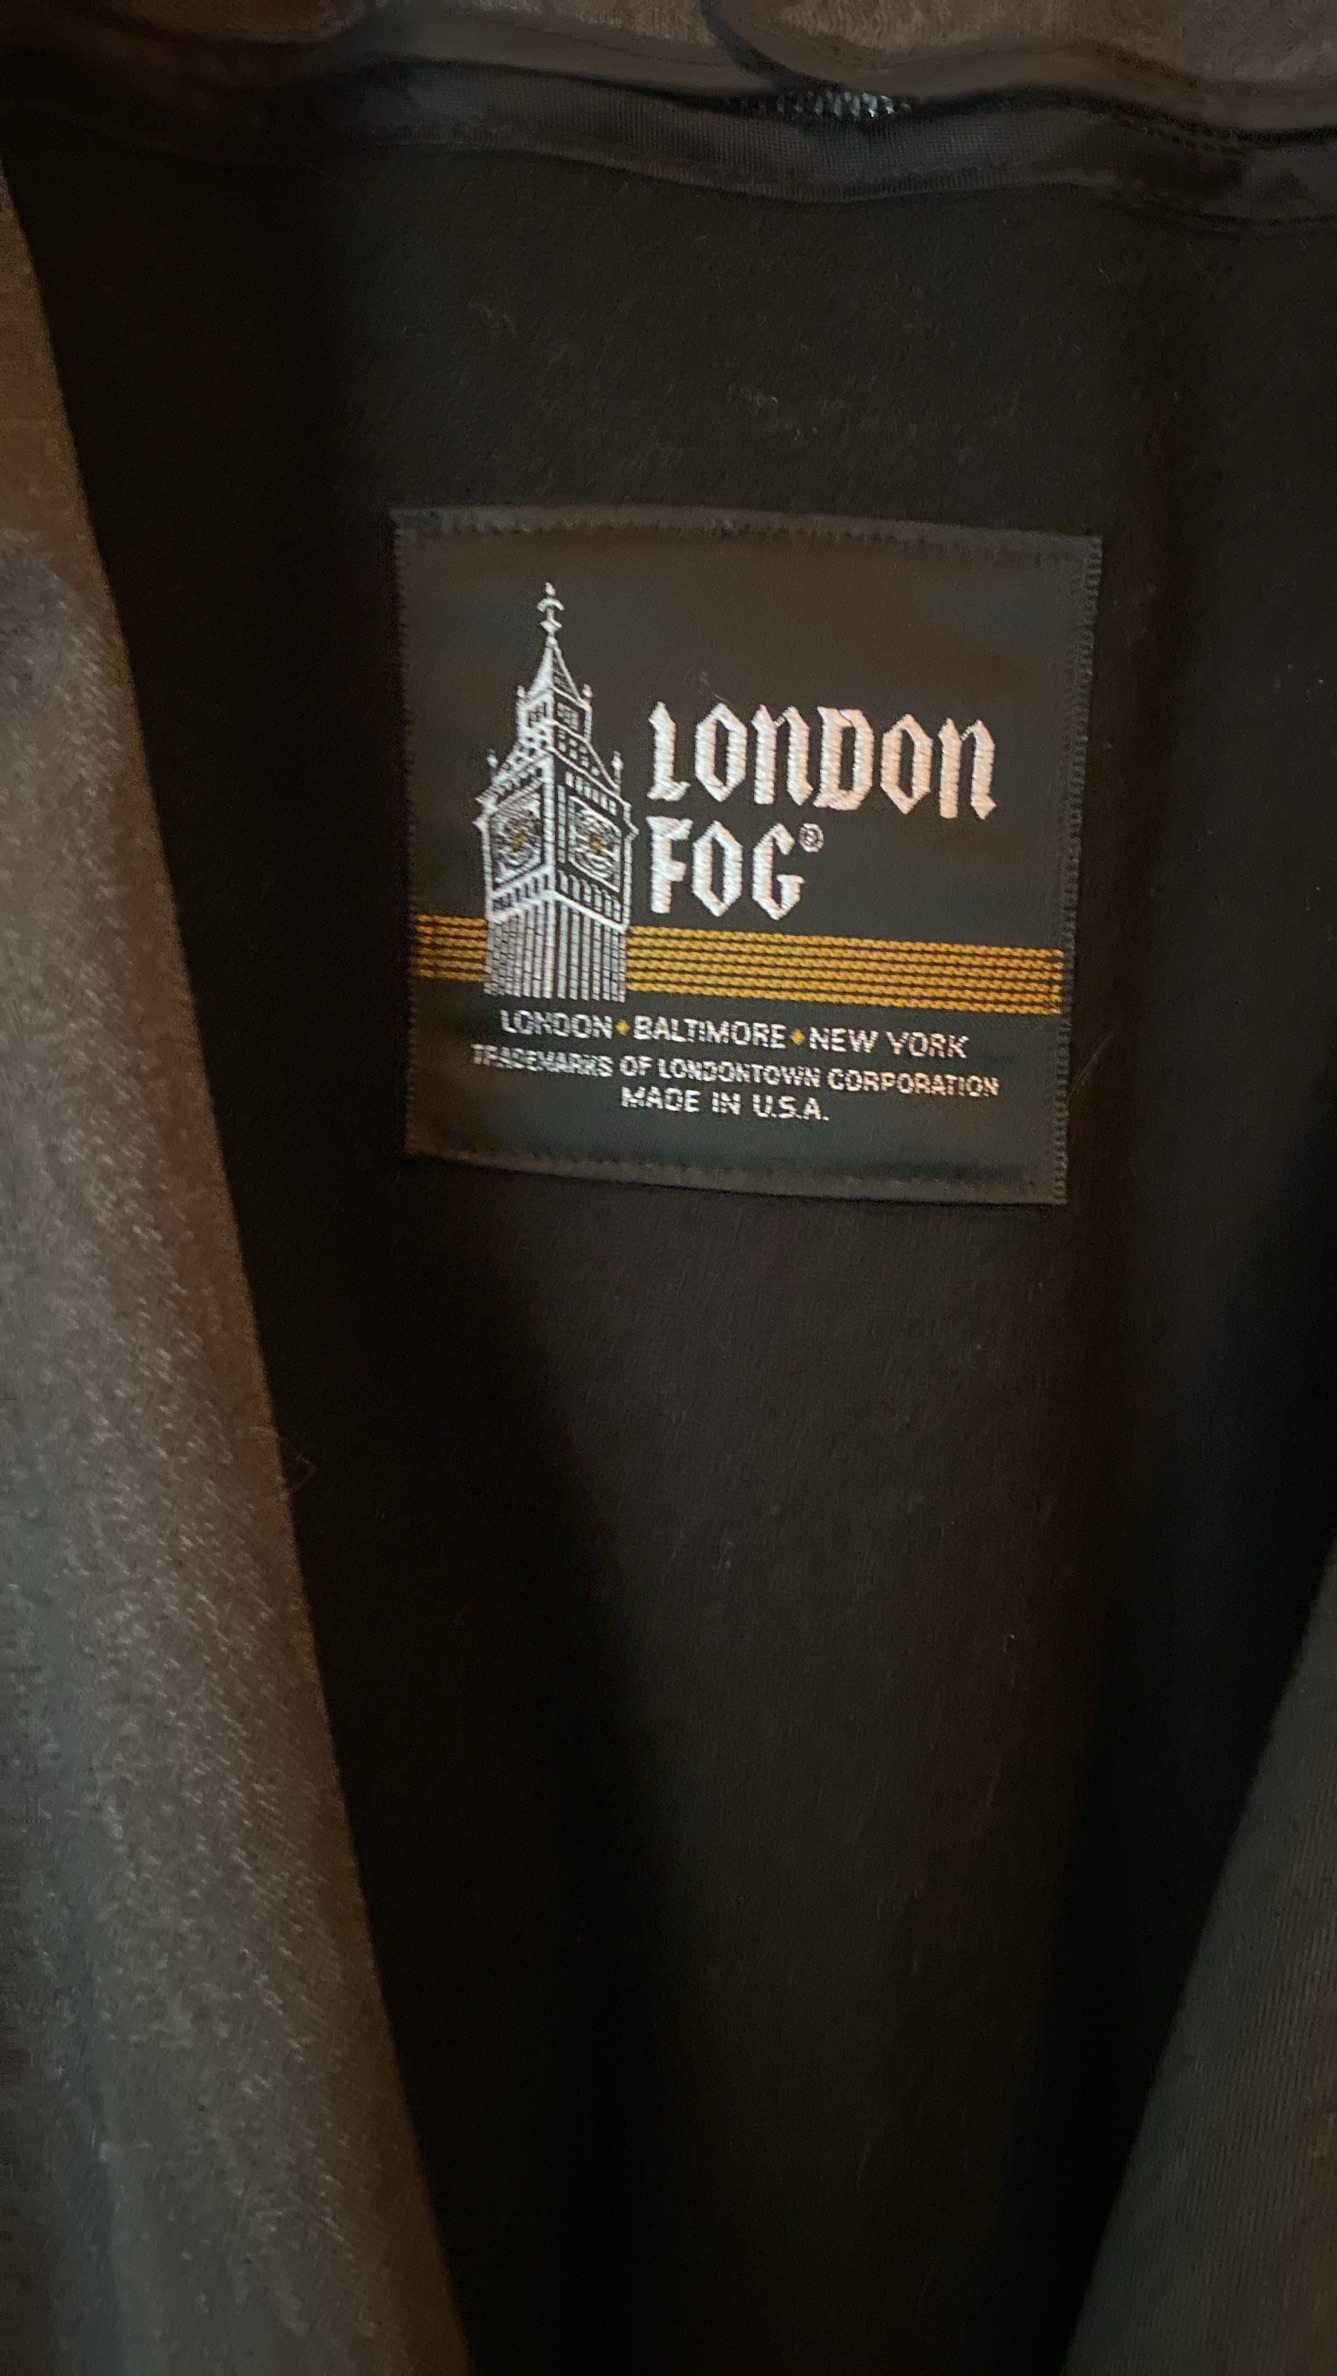 LONDON
FOG®
LONDON • BALTIMORE • NEW YORK
TRADEMARKS OF LONDONTOWN CORPORATION
MADE IN U.S.A.